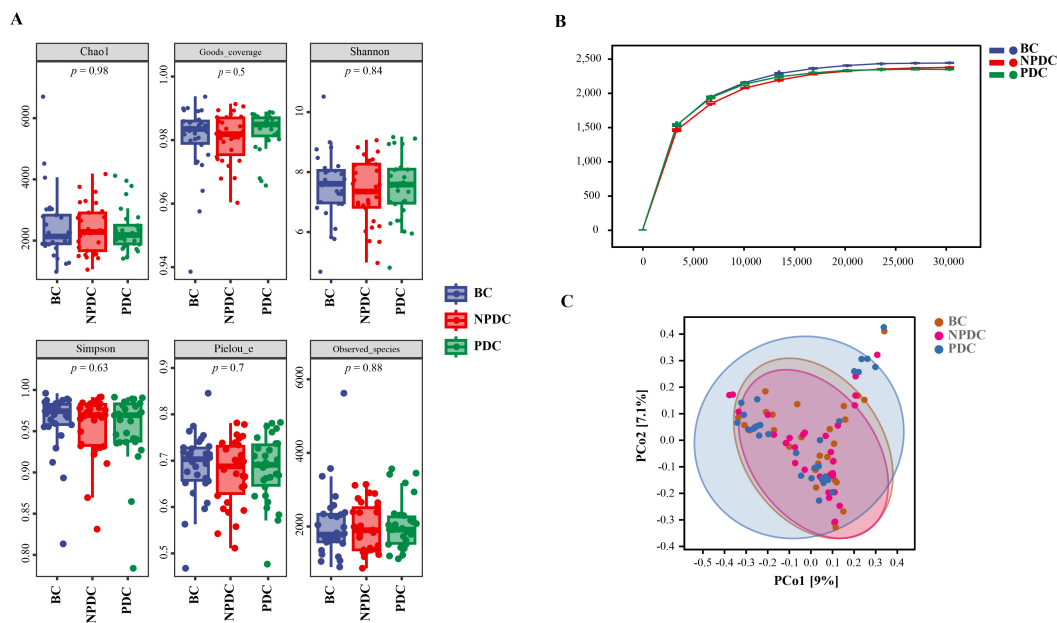 A
Chao1
Goods_coverage
Shannon
p = 0.98
p = 0.5
p = 0.84
6000
4000
2000
1.00
0.98
0.96
0.94
10
8
6
BC
NPDC
PDC
BC
NPDC
PDC
BC
NPDC
PDC
BC
NPDC
PDC
Simpson
Pielou_e
Observed_species
p = 0.63
p = 0.7
p = 0.88
1.00
0.95
0.90
0.85
0.80
0.9
0.8
0.7
0.6
0.5
6000
4000
2000
BC
NPDC
PDC
BC
NPDC
PDC
BC
NPDC
PDC
B
2,500
2,000
1,500
1,000
500
0
0
5,000
10,000
15,000
20,000
25,000
30,000
BC
NPDC
PDC
C
0.4
0.3
0.2
0.1
0.0
-0.1
-0.2
-0.3
-0.4
PCo2 [7.1%]
-0.5
-0.4
-0.3
-0.2
-0.1
0.0
0.1
0.2
0.3
0.4
PCo1 [9%]
BC
NPDC
PDC